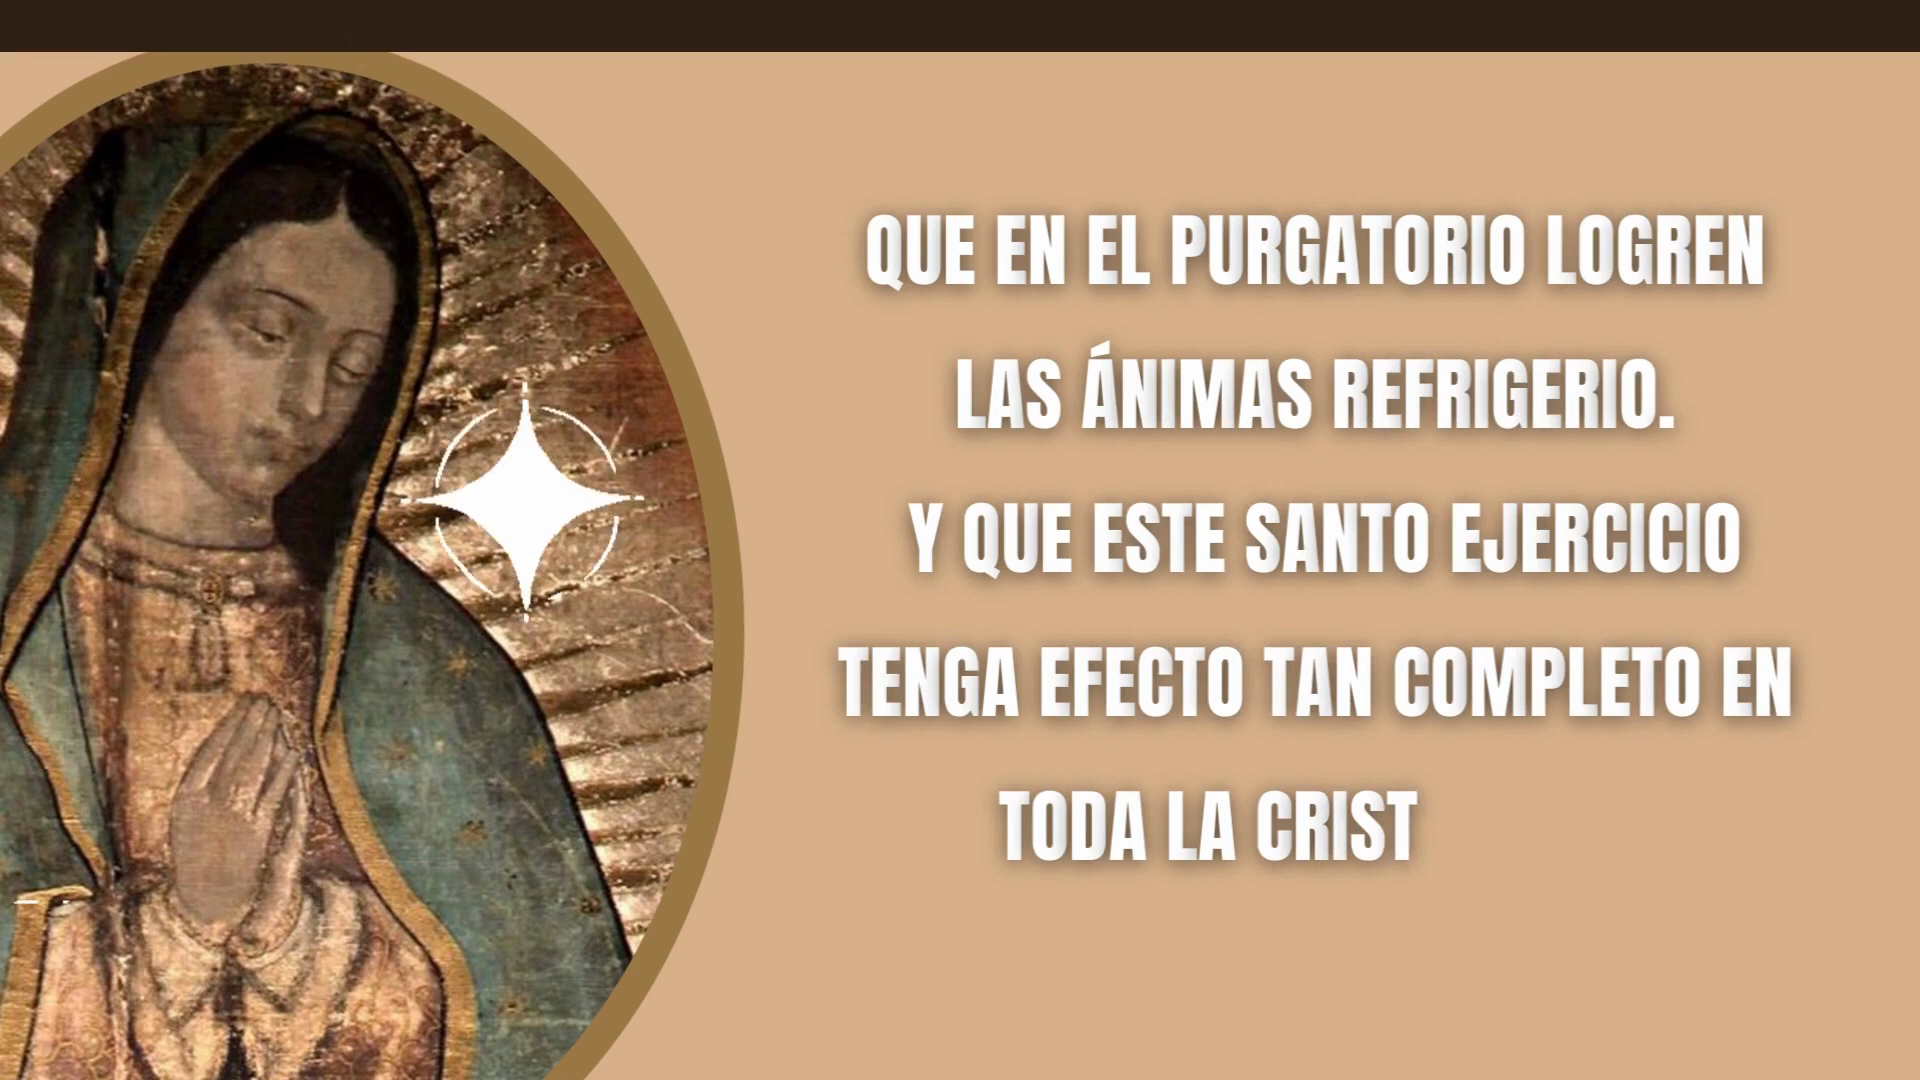 QUE EN EL PURGATORIO LOGREN
LAS ÁNIMAS REFRIGERIO.
Y QUE ESTE SANTO EJERCICIO
TENGA EFECTO TAN COMPLETO EN
TODA LA CRIST